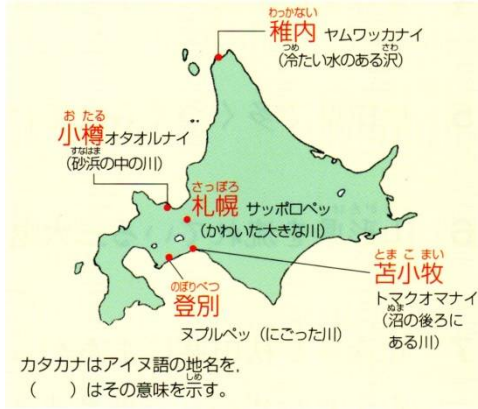 わっかない
稚内 ヤムワッカナイ
つめ さわ
(冷たい水のある沢)
お たる
小樽 オタオルナイ
すなはま
(砂浜の中の川)
さっぽろ
札幌 サッポロペッ
(かわいた大きな川)
とま こ まい
苫小牧
トマクオマナイ
ぬま
(沼の後ろに
ある川)
のぼりべつ
登別
ヌプルペッ(にごった川)
カタカナはアイヌ語の地名を,
しめ
( )はその意味を示す。